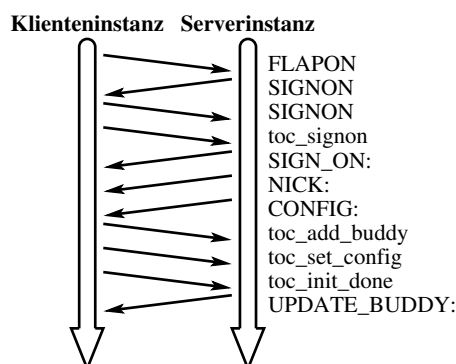 Klienteninstanz Serverinstanz
FLAPON
SIGNON
SIGNON
toc_signon
SIGN_ON:
NICK:
CONFIG:
toc_add_buddy
toc_set_config
toc_init_done
UPDATE_BUDDY: